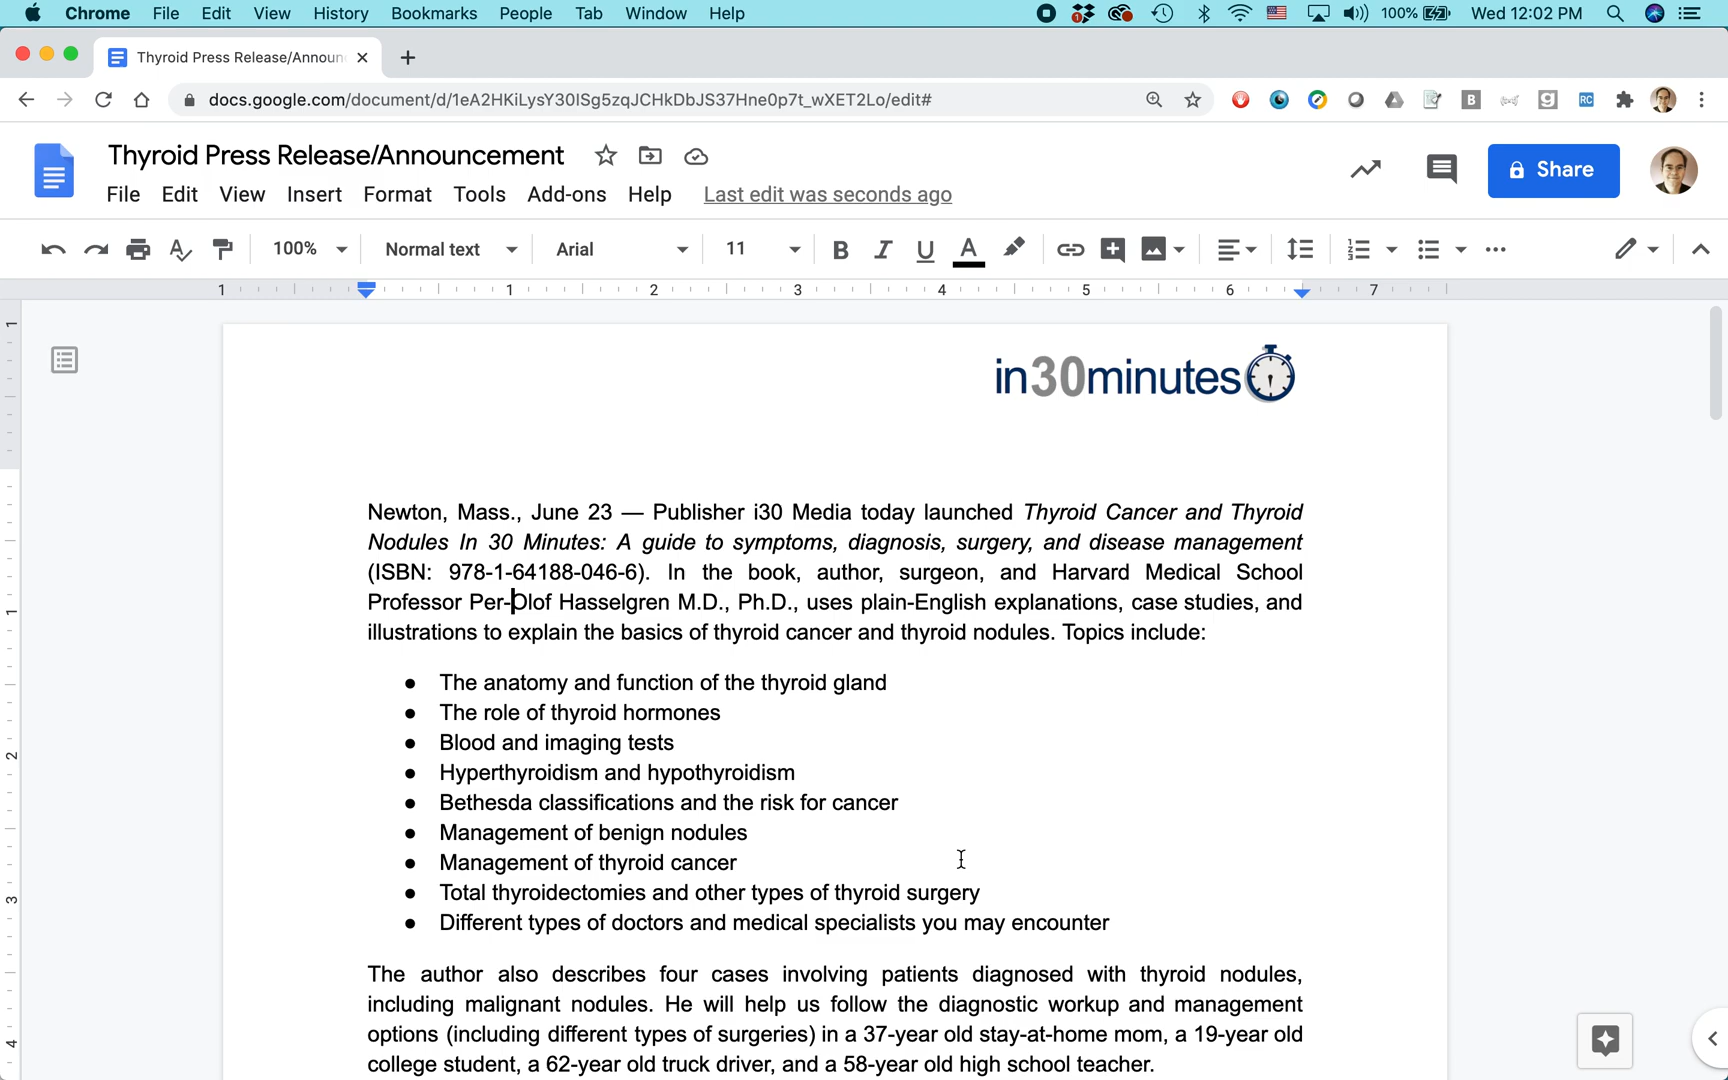 Chrome File Edit View History Bookmarks People Tab Window Help 1 100% Wed 12:02 PM
Thyroid Press Release/Announ
docs.google.com/document/d/1eA2HKiLysY30ISg5zqJCHkDbJS37Hne0p7t_wXET2Lo/edit#
Thyroid Press Release/Announcement
Share
File Edit View Insert Format Tools Add-ons Help Last edit was seconds ago
100% Normal text Arial 11 B I U A
1 1 2 3 4 5 6 7
in30minutes
Newton, Mass., June 23 — Publisher i30 Media today launched Thyroid Cancer and Thyroid
Nodules In 30 Minutes: A guide to symptoms, diagnosis, surgery, and disease management
(ISBN: 978-1-64188-046-6). In the book, author, surgeon, and Harvard Medical School
Professor Per-Olof Hasselgren M.D., Ph.D., uses plain-English explanations, case studies, and
illustrations to explain the basics of thyroid cancer and thyroid nodules. Topics include:
● The anatomy and function of the thyroid gland
● The role of thyroid hormones
● Blood and imaging tests
● Hyperthyroidism and hypothyroidism
● Bethesda classifications and the risk for cancer
● Management of benign nodules
● Management of thyroid cancer
● Total thyroidectomies and other types of thyroid surgery
● Different types of doctors and medical specialists you may encounter
The author also describes four cases involving patients diagnosed with thyroid nodules,
including malignant nodules. He will help us follow the diagnostic workup and management
options (including different types of surgeries) in a 37-year old stay-at-home mom, a 19-year old
college student, a 62-year old truck driver, and a 58-year old high school teacher.
1
1
2
3
4